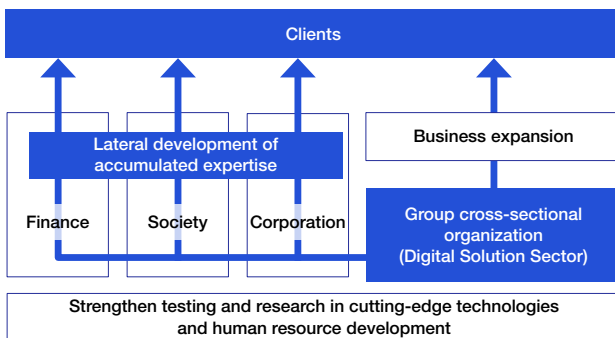 Clients
Lateral development of
accumulated expertise
Business expansion
Finance
Society
Corporation
Group cross-sectional
organization
(Digital Solution Sector)
Strengthen testing and research in cutting-edge technologies
and human resource development